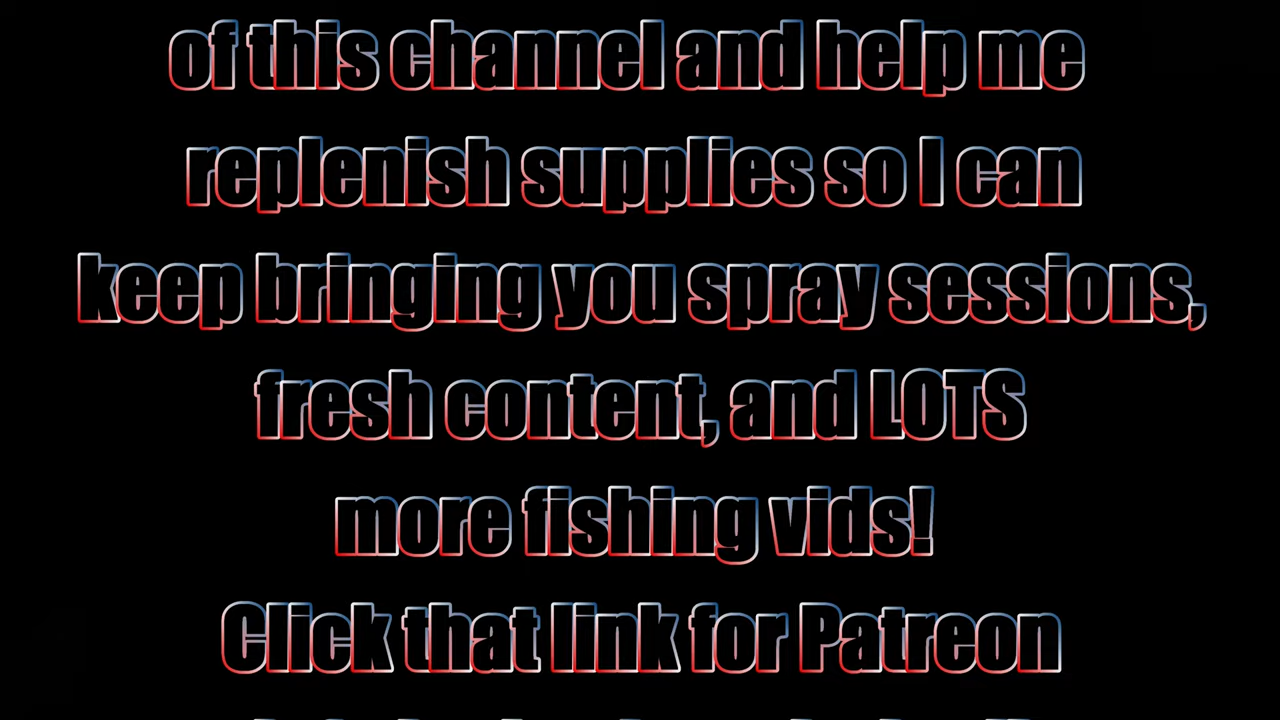 of this channel and help me
replenish supplies so I can
keep bringing you spray sessions,
fresh content, and LOTS
more fishing vids!
Click that link for Patreon